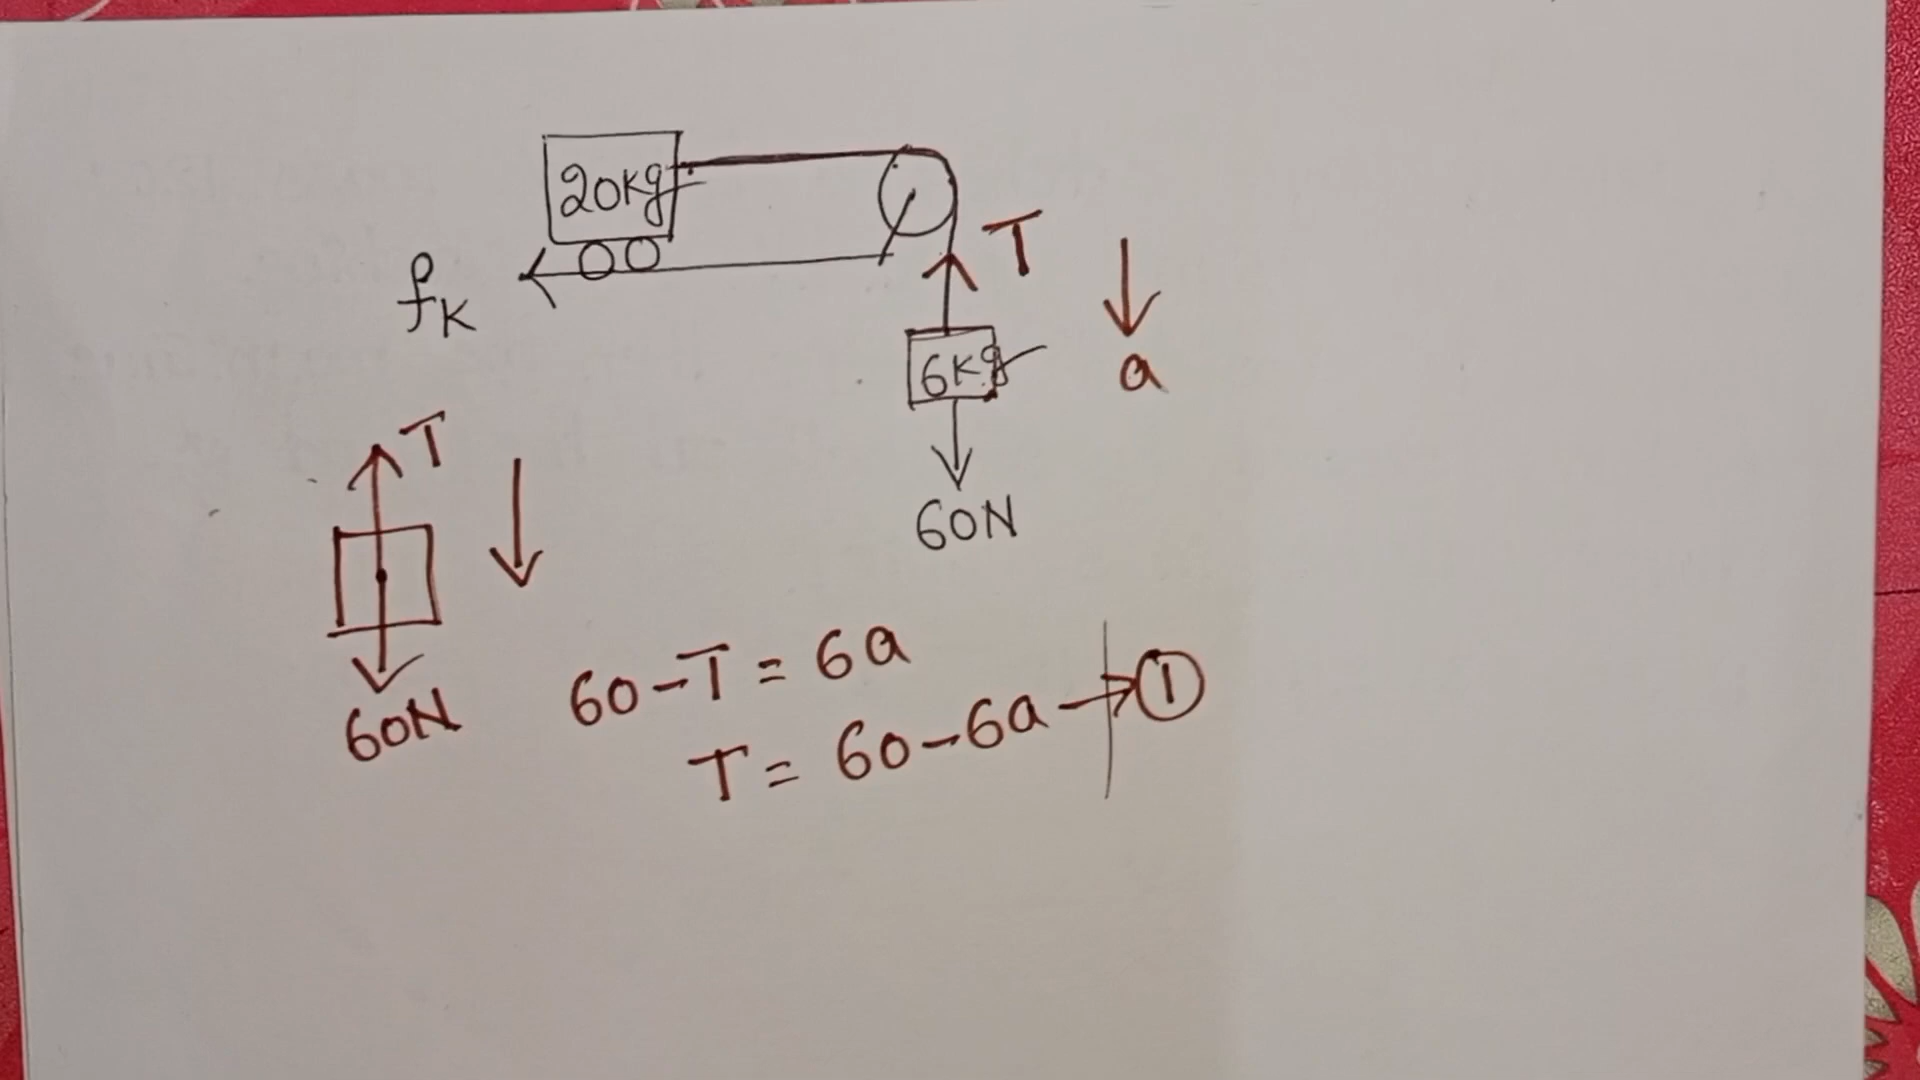 20kg
T
fK
6kg
a
T
60N
60-T = 6a
60N
T = 60-6a → ①